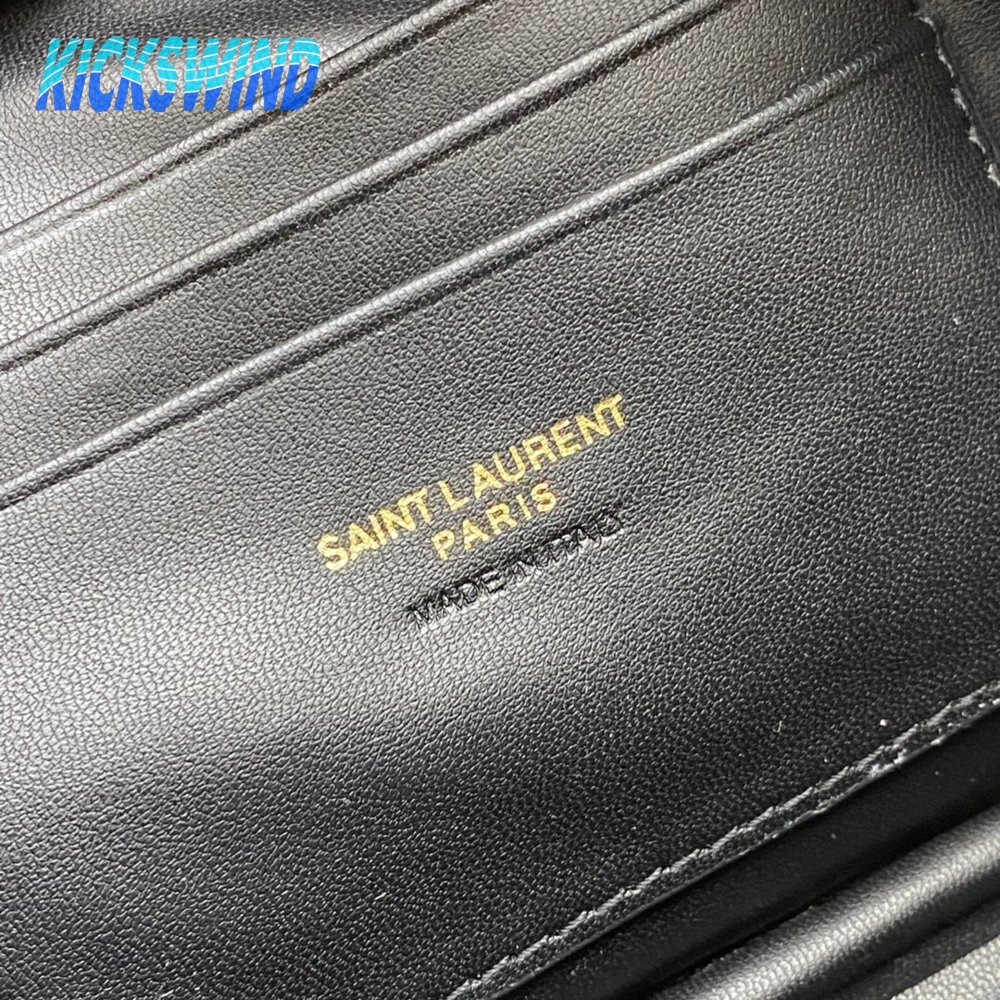 KICKSWIND
SAINT LAURENT
PARIS
MADE IN ITALY